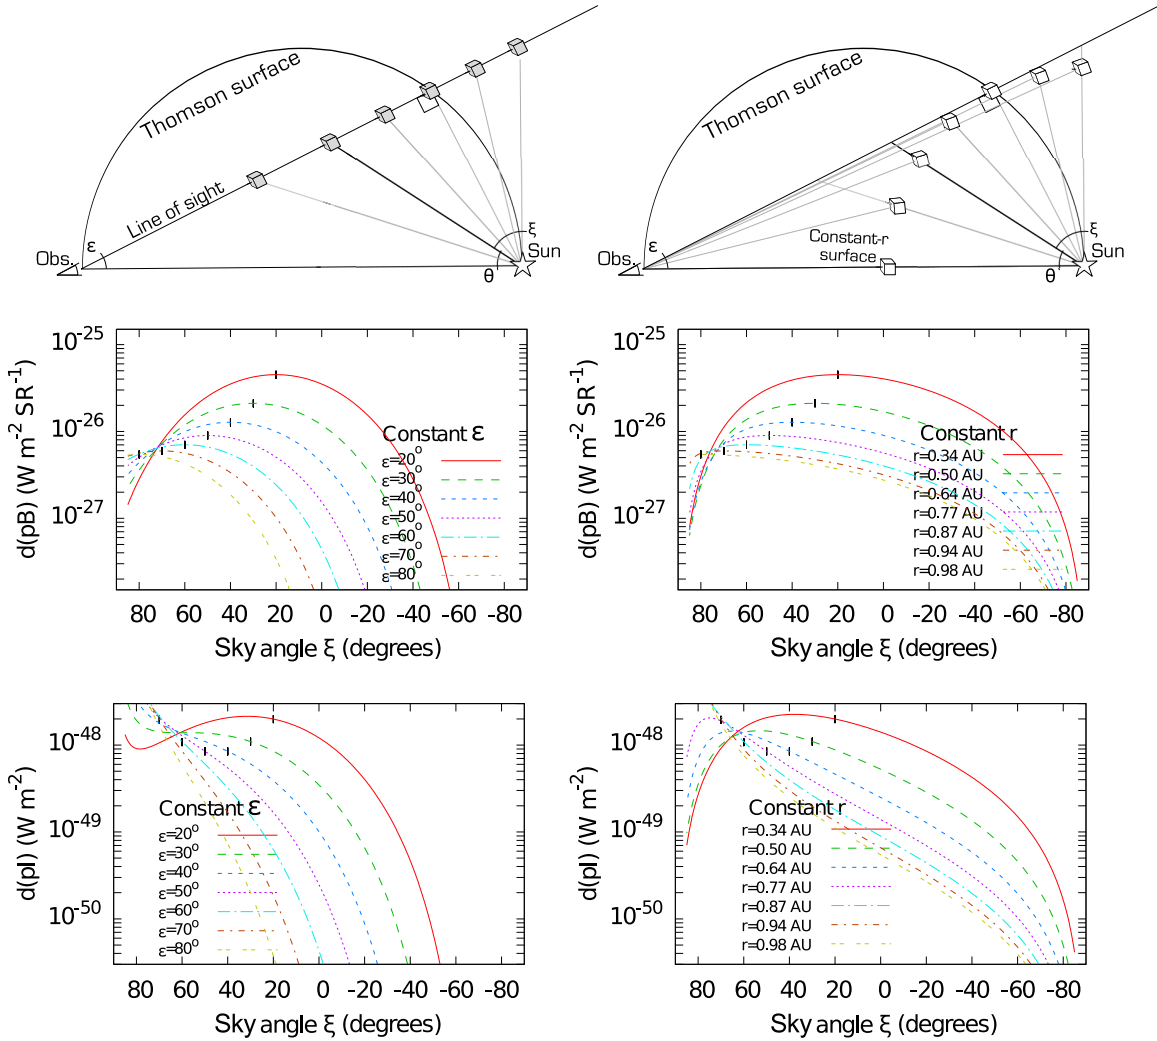 Thomson surface
Line of sight
Obs.
ε
ξ
Sun
θ
Thomson surface
Constant-r
surface
Obs.
ε
ξ
Sun
θ
d(pB) (W m⁻² SR⁻¹)
10⁻²⁵
10⁻²⁶
10⁻²⁷
Constant ε
ε=20°
ε=30°
ε=40°
ε=50°
ε=60°
ε=70°
ε=80°
80 60 40 20 0 -20 -40 -60 -80
Sky angle ξ (degrees)
d(pB) (W m⁻² SR⁻¹)
10⁻²⁵
10⁻²⁶
10⁻²⁷
Constant r
r=0.34 AU
r=0.50 AU
r=0.64 AU
r=0.77 AU
r=0.87 AU
r=0.94 AU
r=0.98 AU
80 60 40 20 0 -20 -40 -60 -80
Sky angle ξ (degrees)
d(pI) (W m⁻²)
10⁻⁴⁸
10⁻⁴⁹
10⁻⁵⁰
Constant ε
ε=20°
ε=30°
ε=40°
ε=50°
ε=60°
ε=70°
ε=80°
80 60 40 20 0 -20 -40 -60 -80
Sky angle ξ (degrees)
d(pI) (W m⁻²)
10⁻⁴⁸
10⁻⁴⁹
10⁻⁵⁰
Constant r
r=0.34 AU
r=0.50 AU
r=0.64 AU
r=0.77 AU
r=0.87 AU
r=0.94 AU
r=0.98 AU
80 60 40 20 0 -20 -40 -60 -80
Sky angle ξ (degrees)